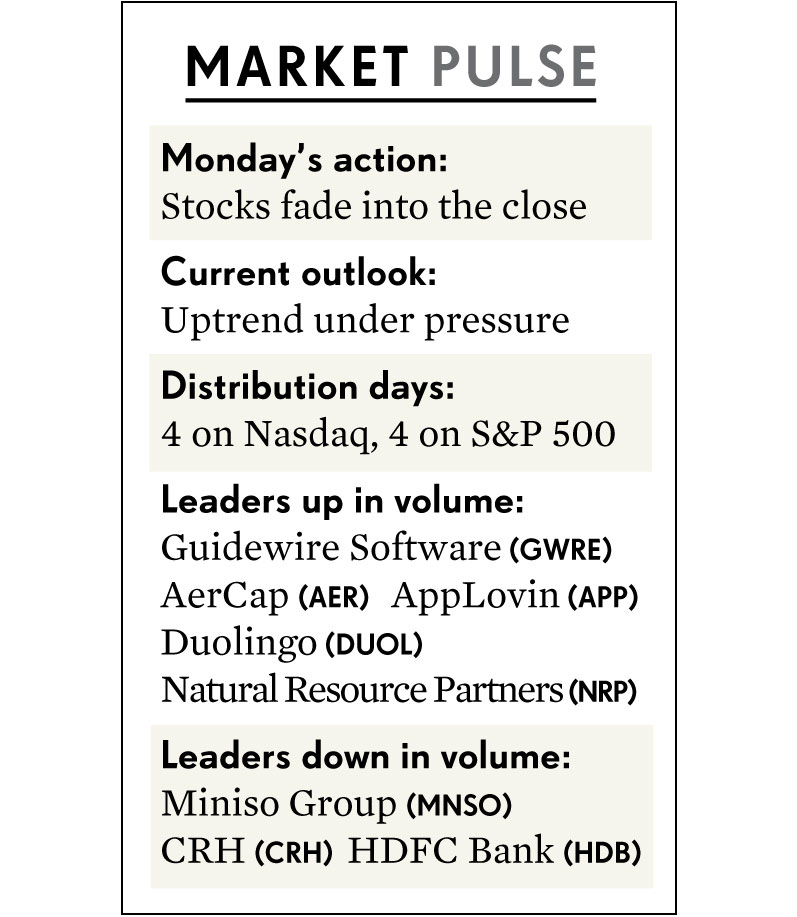 MARKET PULSE
Monday’s action:
Stocks fade into the close
Current outlook:
Uptrend under pressure
Distribution days:
4 on Nasdaq, 4 on S&P 500
Leaders up in volume:
Guidewire Software (GWRE)
AerCap (AER) AppLovin (APP)
Duolingo (DUOL)
Natural Resource Partners (NRP)
Leaders down in volume:
Miniso Group (MNSO)
CRH (CRH) HDFC Bank (HDB)